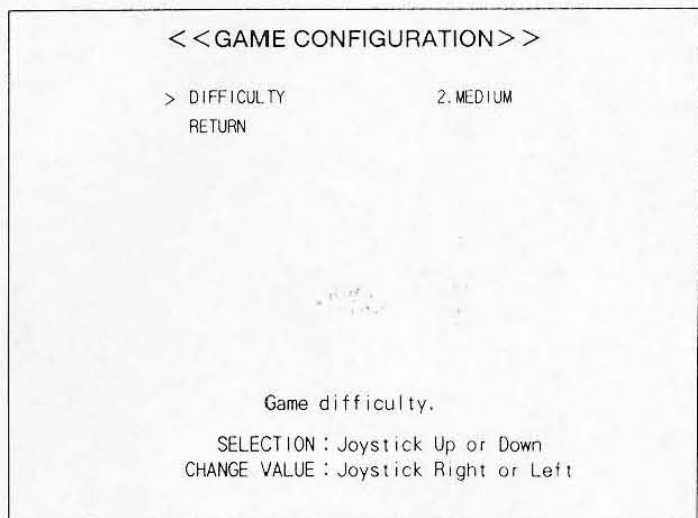 <<GAME CONFIGURATION>>
> DIFFICULTY 2.MEDIUM
RETURN
Game difficulty.
SELECTION : Joystick Up or Down
CHANGE VALUE : Joystick Right or Left